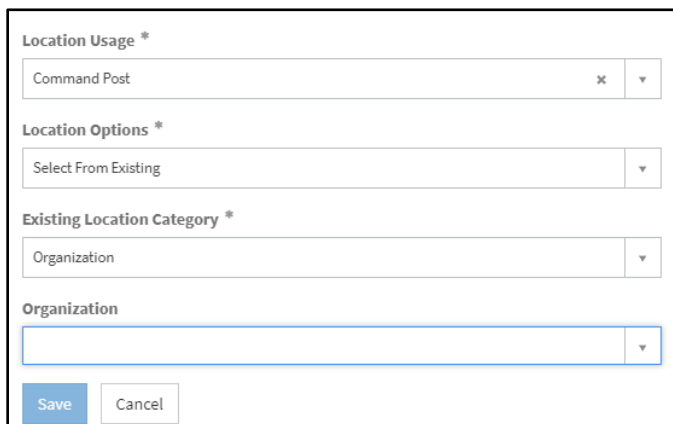 Location Usage *
Command Post
Location Options *
Select From Existing
Existing Location Category *
Organization
Organization
Save Cancel